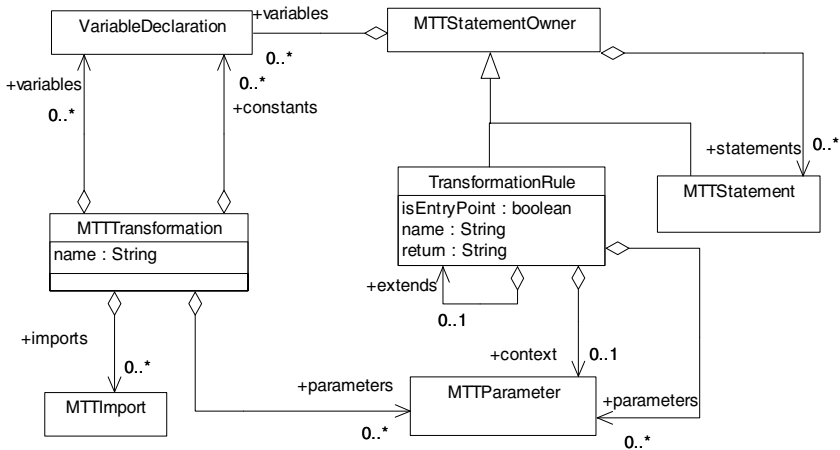 +variables
VariableDeclaration
MTTStatementOwner
0..*
+variables
0..*
0..*
+constants
+statements
0..*
TransformationRule
isEntryPoint : boolean
name : String
return : String
MTTStatement
MTTTransformation
name : String
+extends
0..1
+imports
0..*
+context
0..1
MTTImport
+parameters
0..*
MTTParameter
+parameters
0..*